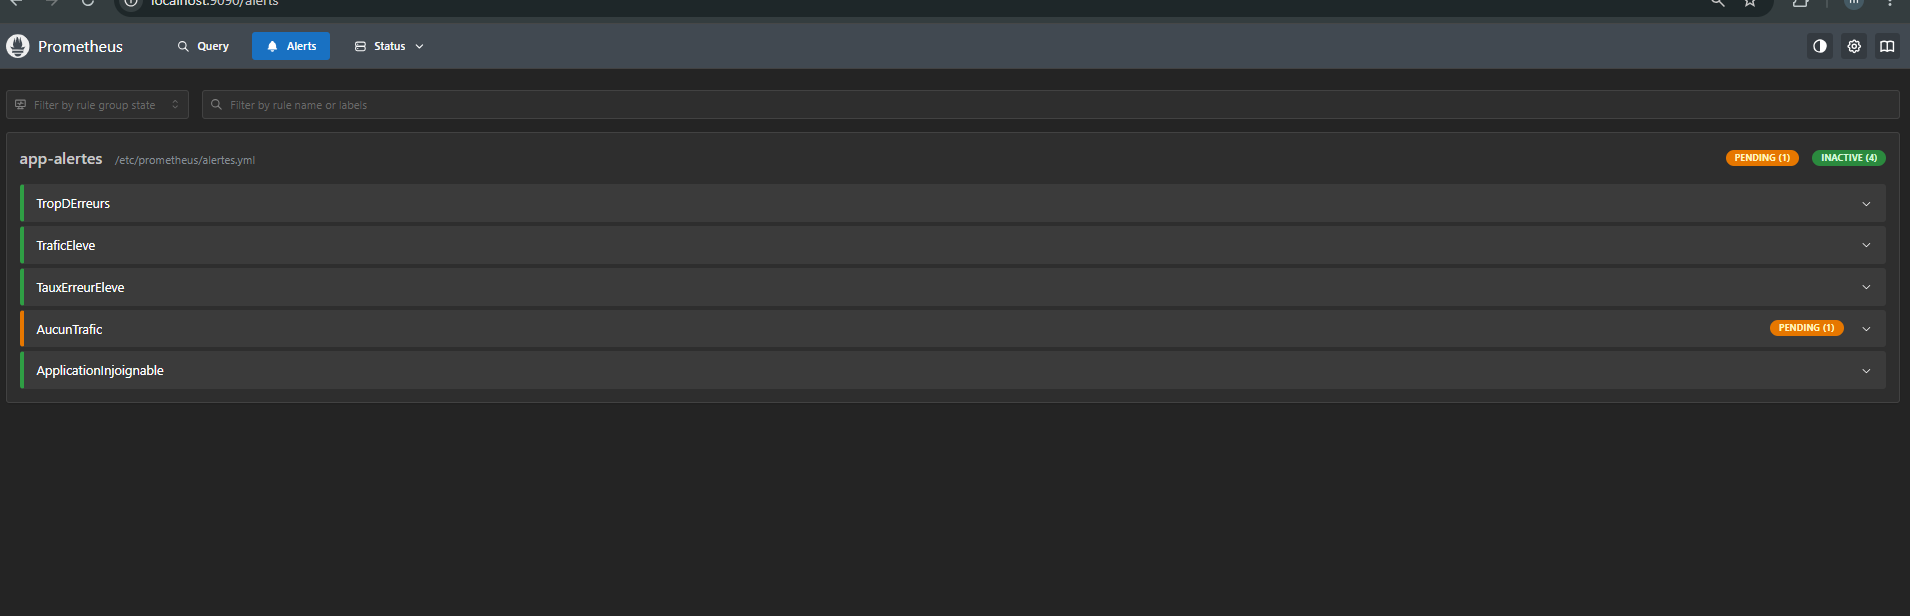 localhost:9090/alerts
Prometheus Query Alerts Status
Filter by rule group state Filter by rule name or labels
app-alertes /etc/prometheus/alertes.yml PENDING (1) INACTIVE (4)
TropDErreurs
TraficEleve
TauxErreurEleve
AucunTrafic PENDING (1)
ApplicationInjoignable